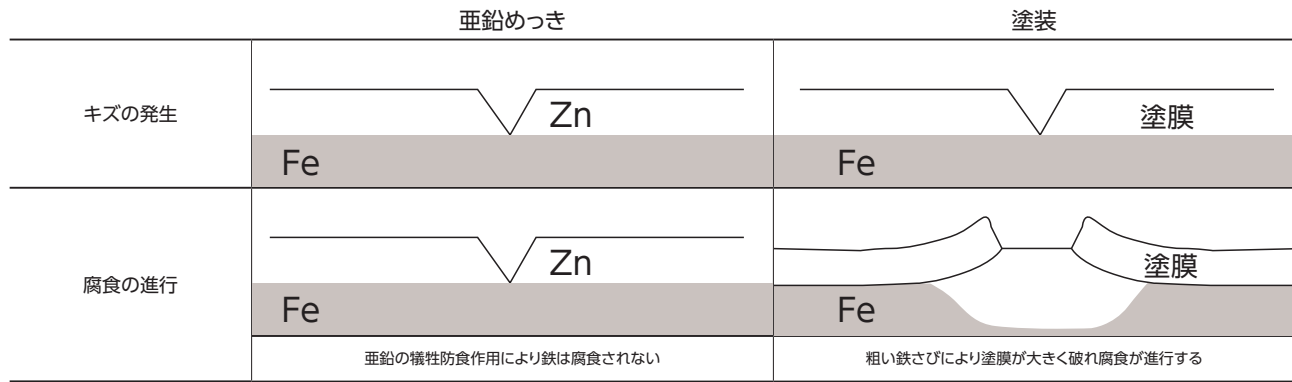 亜鉛めっき
塗装
キズの発生
Zn
Fe
塗膜
Fe
腐食の進行
Zn
Fe
塗膜
Fe
亜鉛の犠牲防食作用により鉄は腐食されない
粗い鉄さびにより塗膜が大きく破れ腐食が進行する